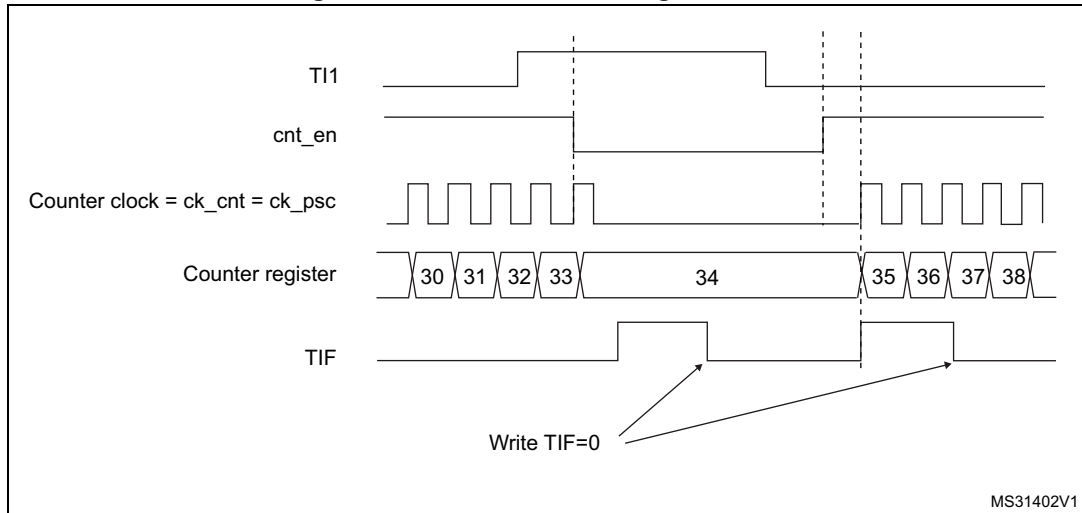 TI1
cnt_en
Counter clock = ck_cnt = ck_psc
Counter register
30 31 32 33 34 35 36 37 38
TIF
Write TIF=0
MS31402V1